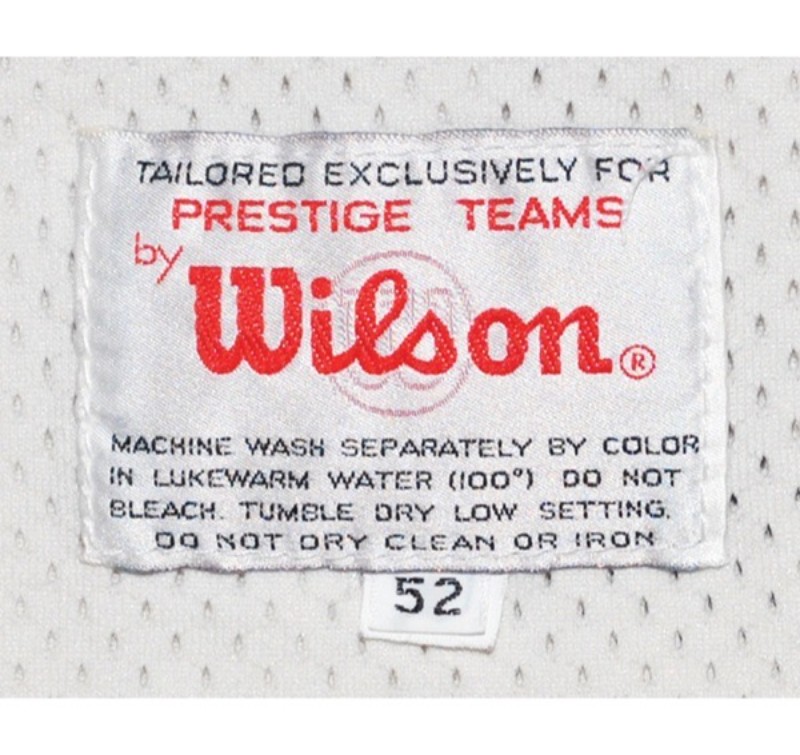 TAILORED EXCLUSIVELY FOR
PRESTIGE TEAMS
by
Wilson®
MACHINE WASH SEPARATELY BY COLOR
IN LUKEWARM WATER (100°) DO NOT
BLEACH. TUMBLE DRY LOW SETTING.
DO NOT DRY CLEAN OR IRON
52